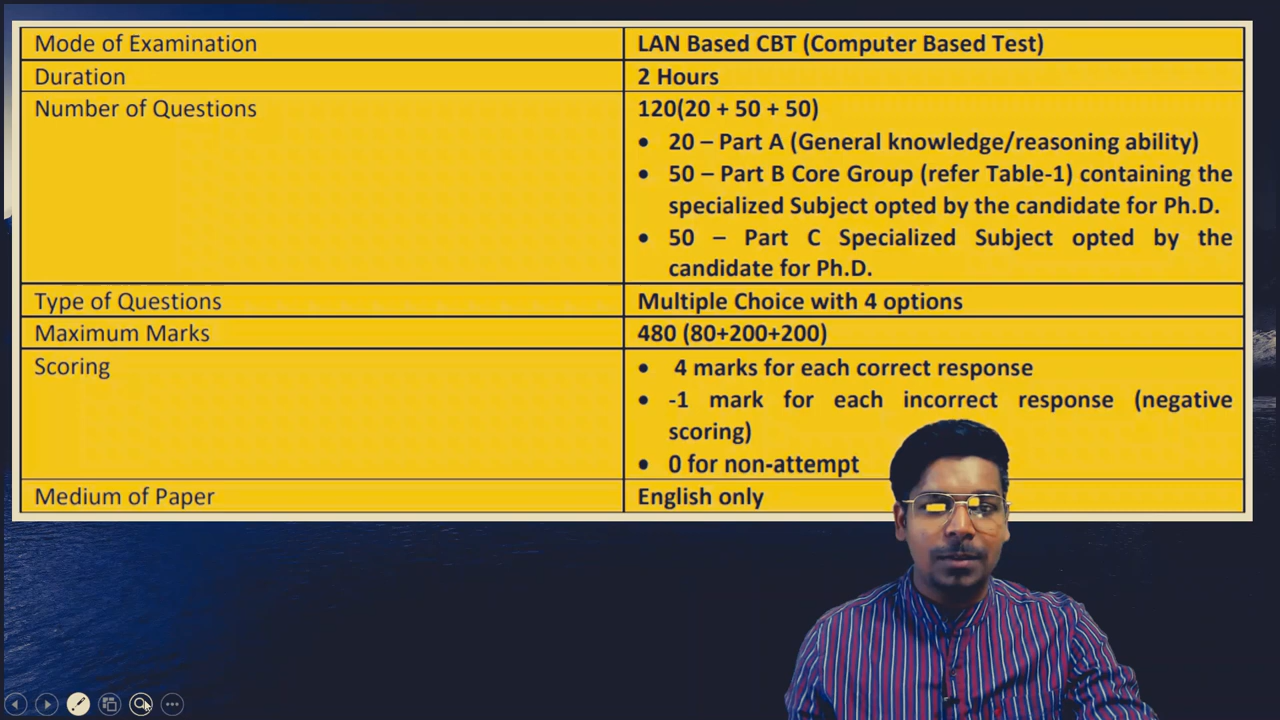 Mode of Examination
LAN Based CBT (Computer Based Test)
Duration
2 Hours
Number of Questions
120(20 + 50 + 50)
• 20 – Part A (General knowledge/reasoning ability)
• 50 – Part B Core Group (refer Table-1) containing the
specialized Subject opted by the candidate for Ph.D.
• 50 – Part C Specialized Subject opted by the
candidate for Ph.D.
Type of Questions
Multiple Choice with 4 options
Maximum Marks
480 (80+200+200)
Scoring
• 4 marks for each correct response
• -1 mark for each incorrect response (negative
scoring)
• 0 for non-attempt
Medium of Paper
English only